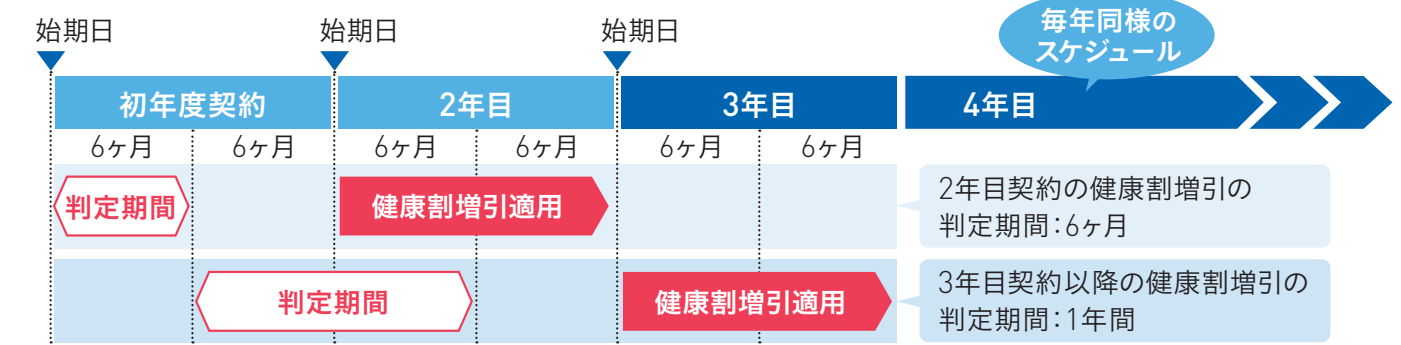 毎年同様の
スケジュール
始期日
始期日
始期日
初年度契約
2年目
3年目
4年目
6ヶ月
6ヶ月
6ヶ月
6ヶ月
6ヶ月
6ヶ月
判定期間
健康割増引適用
2年目契約の健康割増引の
判定期間:6ヶ月
判定期間
健康割増引適用
3年目契約以降の健康割増引の
判定期間:1年間